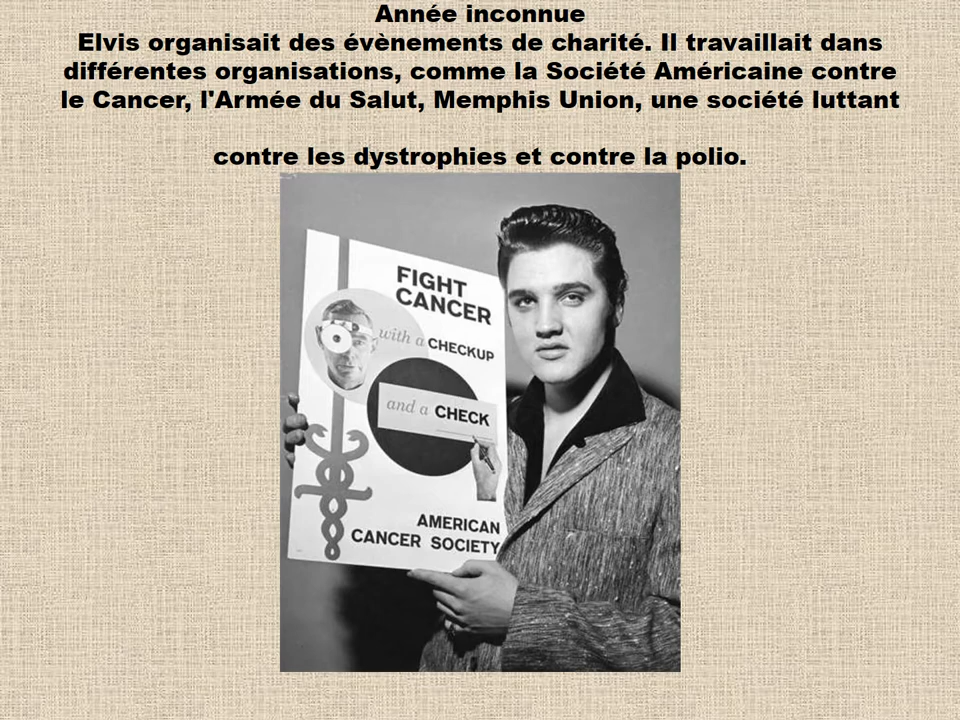 Année inconnue
Elvis organisait des évènements de charité. Il travaillait dans
différentes organisations, comme la Société Américaine contre
le Cancer, l'Armée du Salut, Memphis Union, une société luttant
contre les dystrophies et contre la polio.
FIGHT
CANCER
with a CHECKUP
and a CHECK
AMERICAN
CANCER SOCIETY